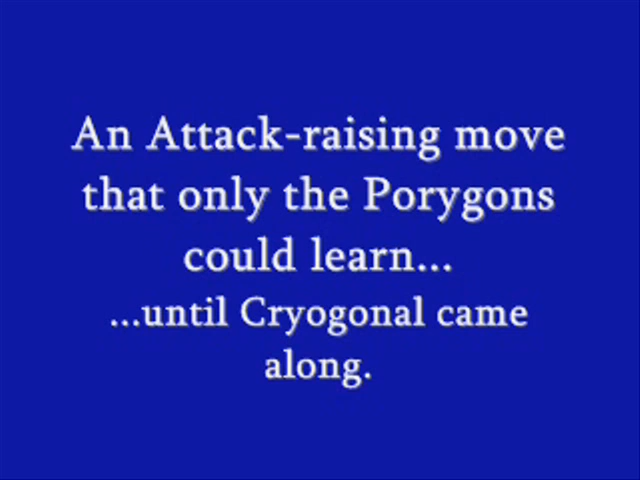 An Attack-raising move
that only the Porygons
could learn...
...until Cryogonal came
along.